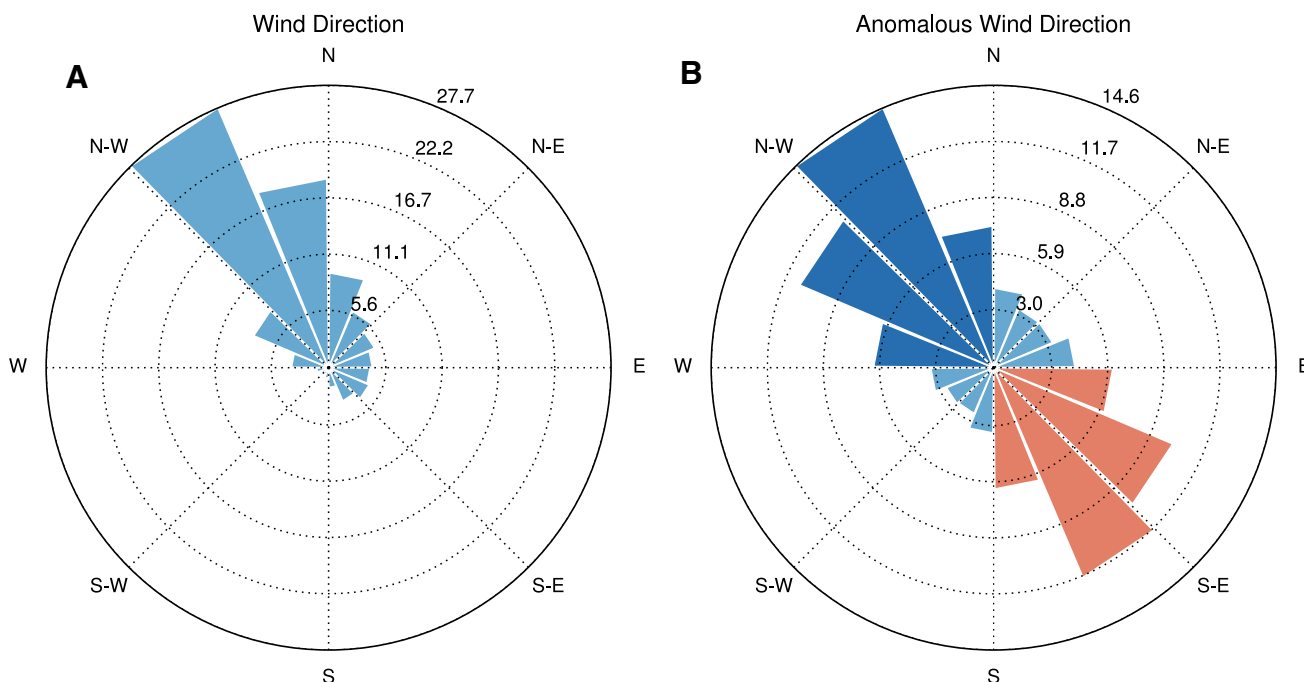 Wind Direction
A
N
N-E
E
S-E
S
S-W
W
N-W
27.7
22.2
16.7
11.1
5.6
Anomalous Wind Direction
B
N
N-E
E
S-E
S
S-W
W
N-W
14.6
11.7
8.8
5.9
3.0